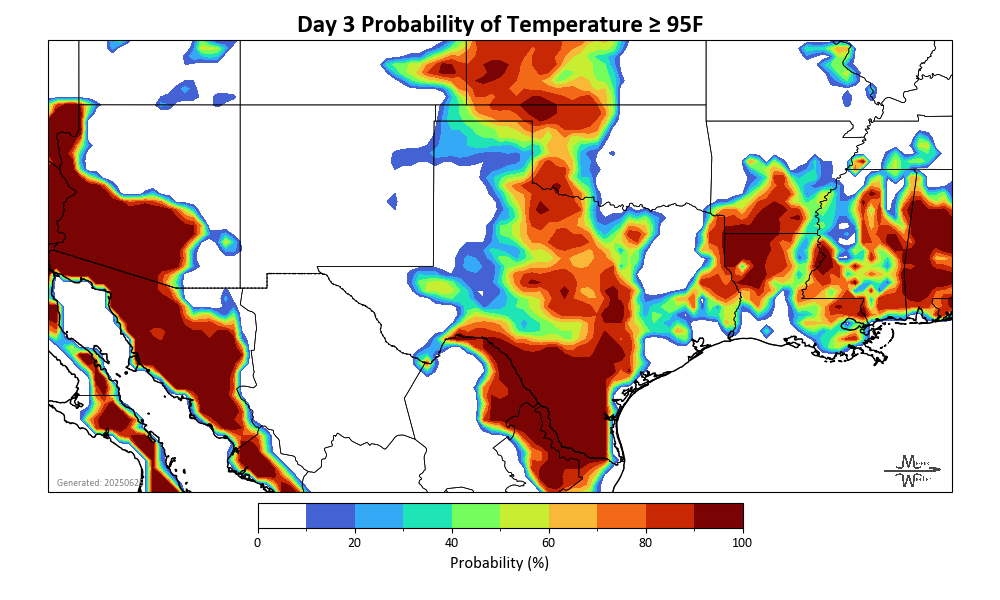 Day 3 Probability of Temperature ≥ 95F
Generated: 2025062
0 20 40 60 80 100
Probability (%)